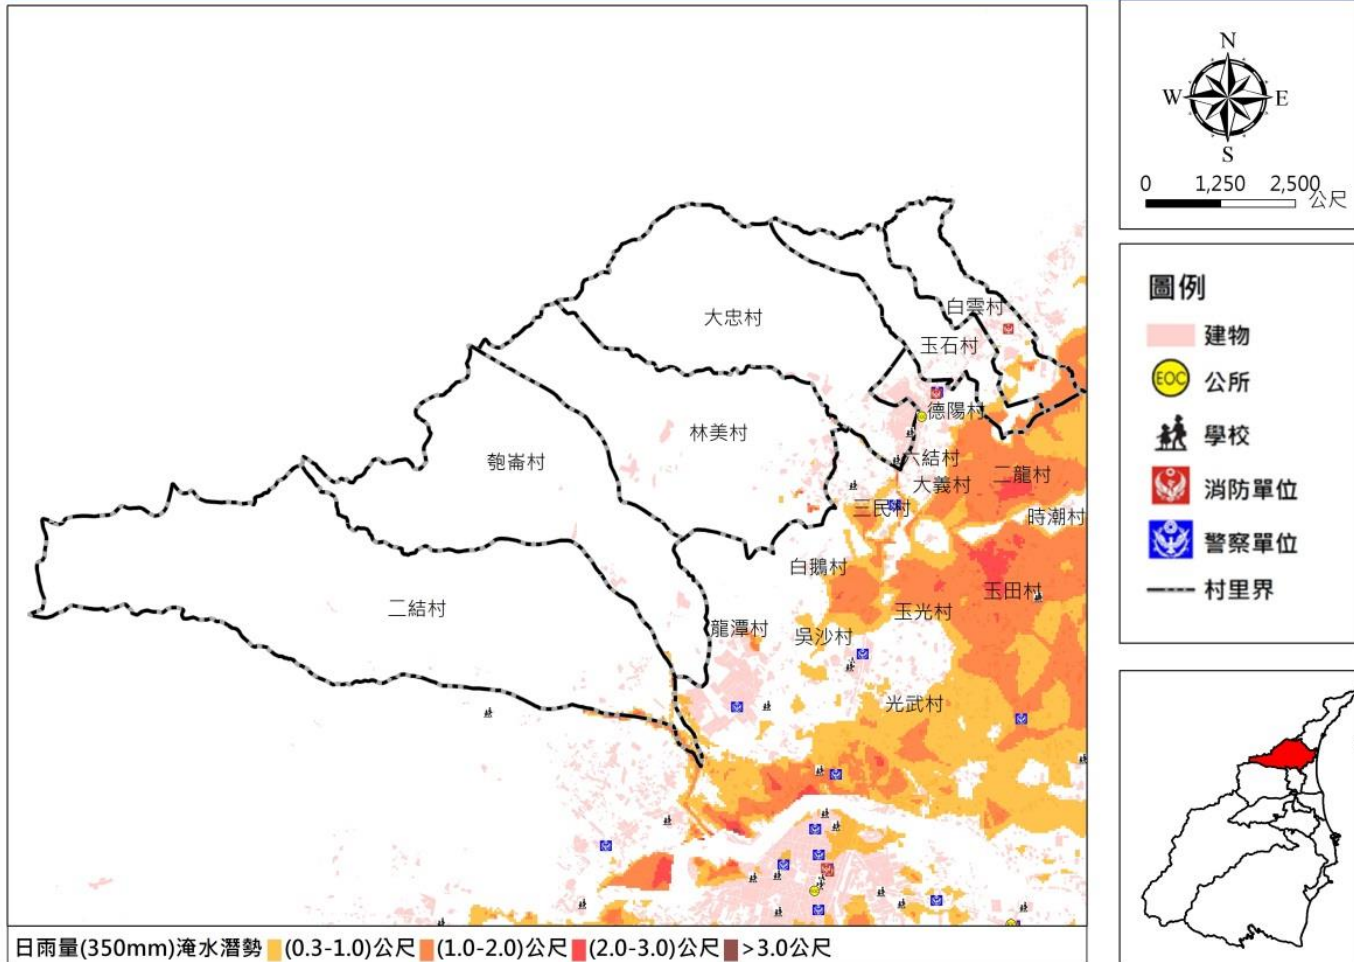 N
W E
S
0 1,250 2,500 公尺
圖例
建物
EOC 公所
學校
消防單位
警察單位
村里界
白雲村
大忠村
玉石村
德陽村
林美村
匏崙村
六結村
二龍村
大義村
三民村
時潮村
白鵝村
玉田村
二結村
玉光村
龍潭村
吳沙村
光武村
日雨量(350mm)淹水潛勢 (0.3-1.0)公尺 (1.0-2.0)公尺 (2.0-3.0)公尺 >3.0公尺